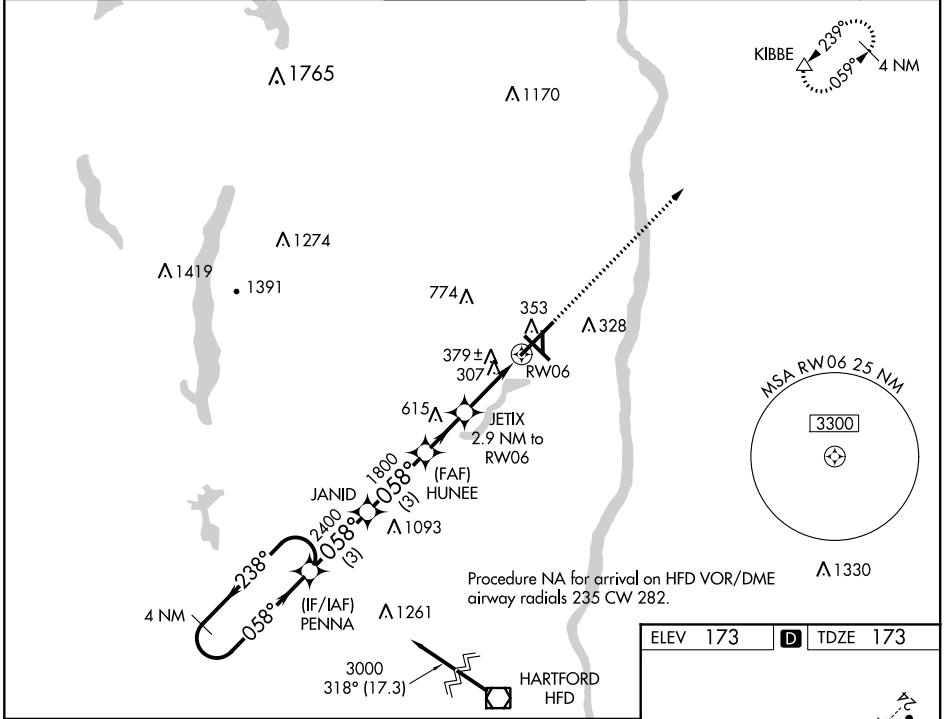 KIBBE
239°
059°
4 NM
1765
1170
1274
1419
1391
774
353
328
379±
307
RW06
615
JETIX
2.9 NM to
RW06
1800
058°
(3)
(FAF)
HUNEE
JANID
2400
058°
(3)
1093
238°
058°
4 NM
(IF/IAF)
PENNA
1261
3000
318° (17.3)
HARTFORD
HFD
MSA RW06 25 NM
3300
1330
Procedure NA for arrival on HFD VOR/DME
airway radials 235 CW 282.
ELEV 173 D TDZE 173
24